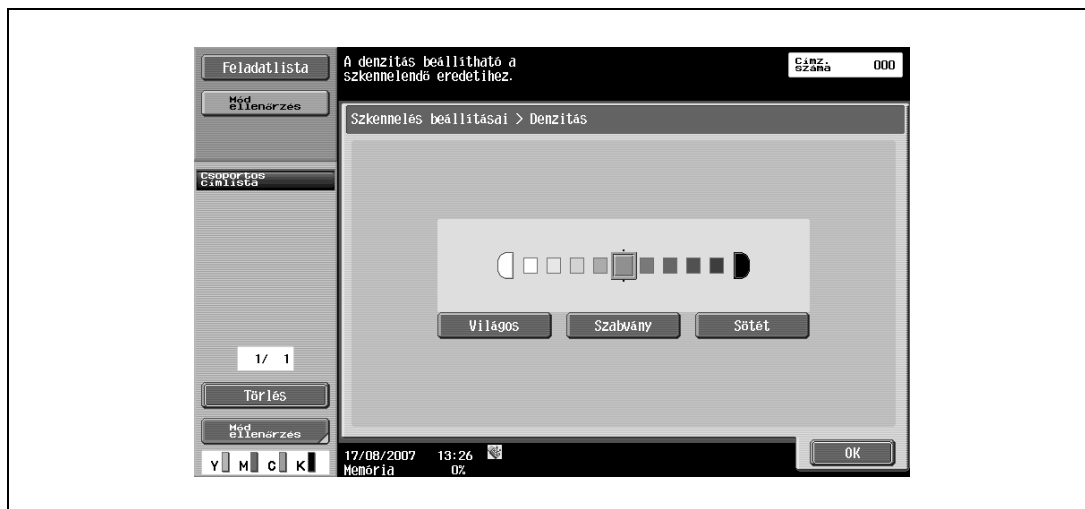 Feladatlista
Mód
ellenőrzés
Csoportos
címlista
1/ 1
Törlés
Mód
ellenőrzés
Y M C K
A denzitás beállítható a
szkennelendő eredetihez.
Címz.
száma 000
Szkennelés beállításai > Denzitás
Világos Szabvány Sötét
17/08/2007 13:26
Memória 0%
OK